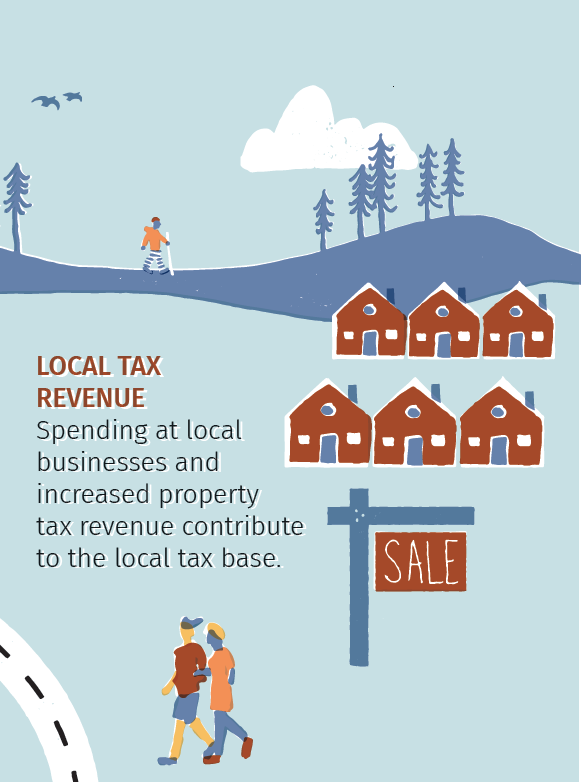 LOCAL TAX
REVENUE
Spending at local
businesses and
increased property
tax revenue contribute
to the local tax base.
SALE